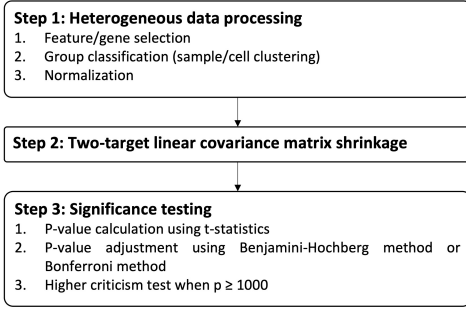 Step 1: Heterogeneous data processing
1. Feature/gene selection
2. Group classification (sample/cell clustering)
3. Normalization
Step 2: Two-target linear covariance matrix shrinkage
Step 3: Significance testing
1. P-value calculation using t-statistics
2. P-value adjustment using Benjamini-Hochberg method or
Bonferroni method
3. Higher criticism test when p ≥ 1000